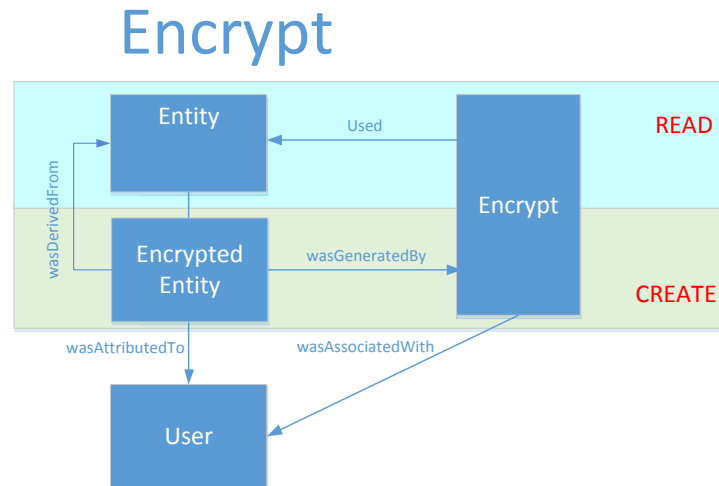 Encrypt
Entity
Used
READ
wasDerivedFrom
Encrypt
Encrypted
Entity
wasGeneratedBy
CREATE
wasAttributedTo
wasAssociatedWith
User